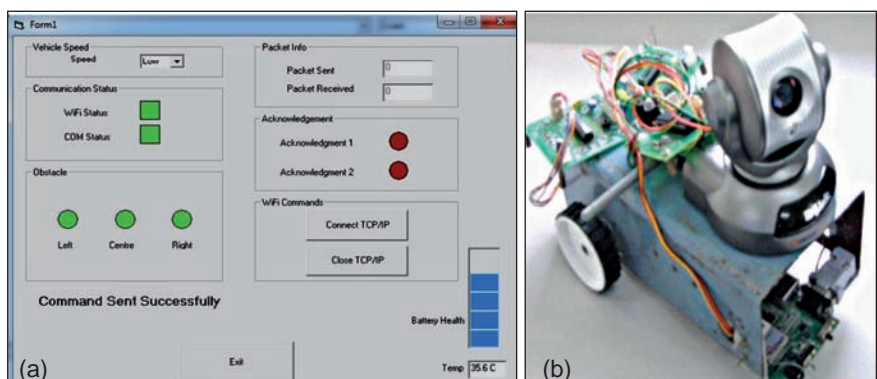 Form1
Vehicle Speed
Speed
Low
Communication Status
WiFi Status
COM Status
Obstacle
Left Centre Right
Command Sent Successfully
Packet Info
Packet Sent 0
Packet Received 0
Acknowledgement
Acknowledgment 1
Acknowledgment 2
WiFi Commands
Connect TCP/IP
Close TCP/IP
Battery Health
Exit
Temp 35.6 C
(a)
(b)